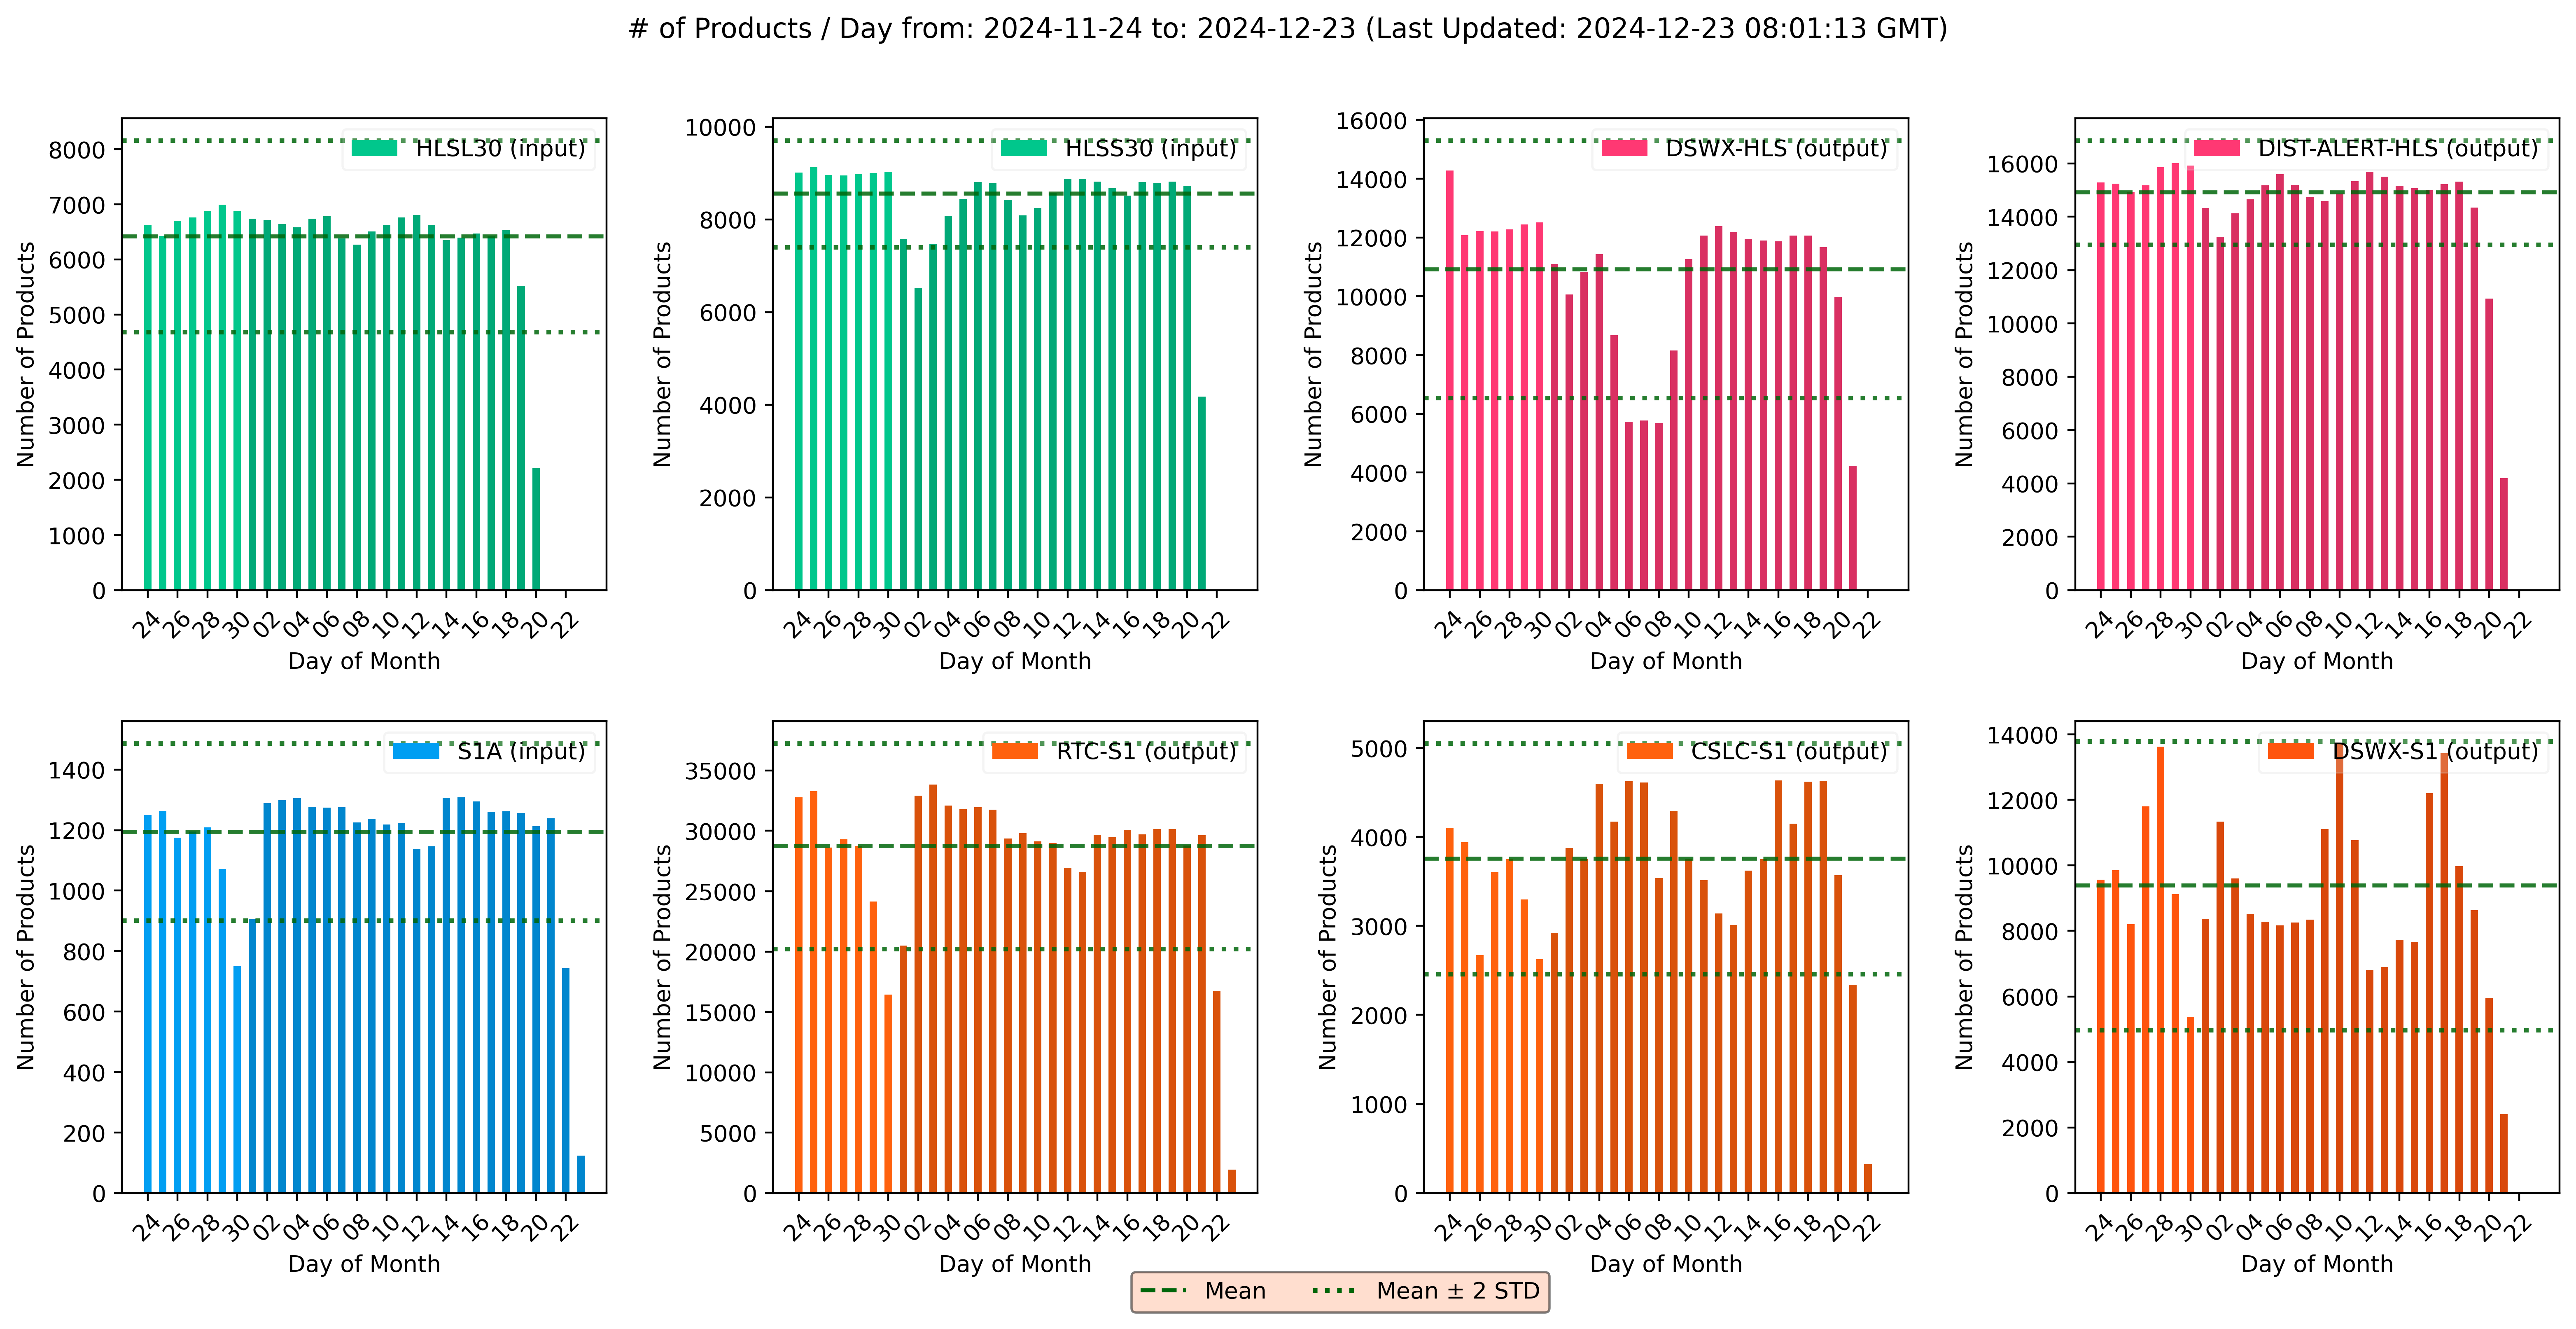 # of Products / Day from: 2024-11-24 to: 2024-12-23 (Last Updated: 2024-12-23 08:01:13 GMT)
HLSL30 (input)
Number of Products
8000
7000
6000
5000
4000
3000
2000
1000
0
24 26 28 30 02 04 06 08 10 12 14 16 18 20 22
Day of Month
HLSS30 (input)
Number of Products
10000
8000
6000
4000
2000
0
24 26 28 30 02 04 06 08 10 12 14 16 18 20 22
Day of Month
DSWX-HLS (output)
Number of Products
16000
14000
12000
10000
8000
6000
4000
2000
0
24 26 28 30 02 04 06 08 10 12 14 16 18 20 22
Day of Month
DIST-ALERT-HLS (output)
Number of Products
16000
14000
12000
10000
8000
6000
4000
2000
0
24 26 28 30 02 04 06 08 10 12 14 16 18 20 22
Day of Month
S1A (input)
Number of Products
1400
1200
1000
800
600
400
200
0
24 26 28 30 02 04 06 08 10 12 14 16 18 20 22
Day of Month
RTC-S1 (output)
Number of Products
35000
30000
25000
20000
15000
10000
5000
0
24 26 28 30 02 04 06 08 10 12 14 16 18 20 22
Day of Month
CSLC-S1 (output)
Number of Products
5000
4000
3000
2000
1000
0
24 26 28 30 02 04 06 08 10 12 14 16 18 20 22
Day of Month
DSWX-S1 (output)
Number of Products
14000
12000
10000
8000
6000
4000
2000
0
24 26 28 30 02 04 06 08 10 12 14 16 18 20 22
Day of Month
Mean
Mean ± 2 STD